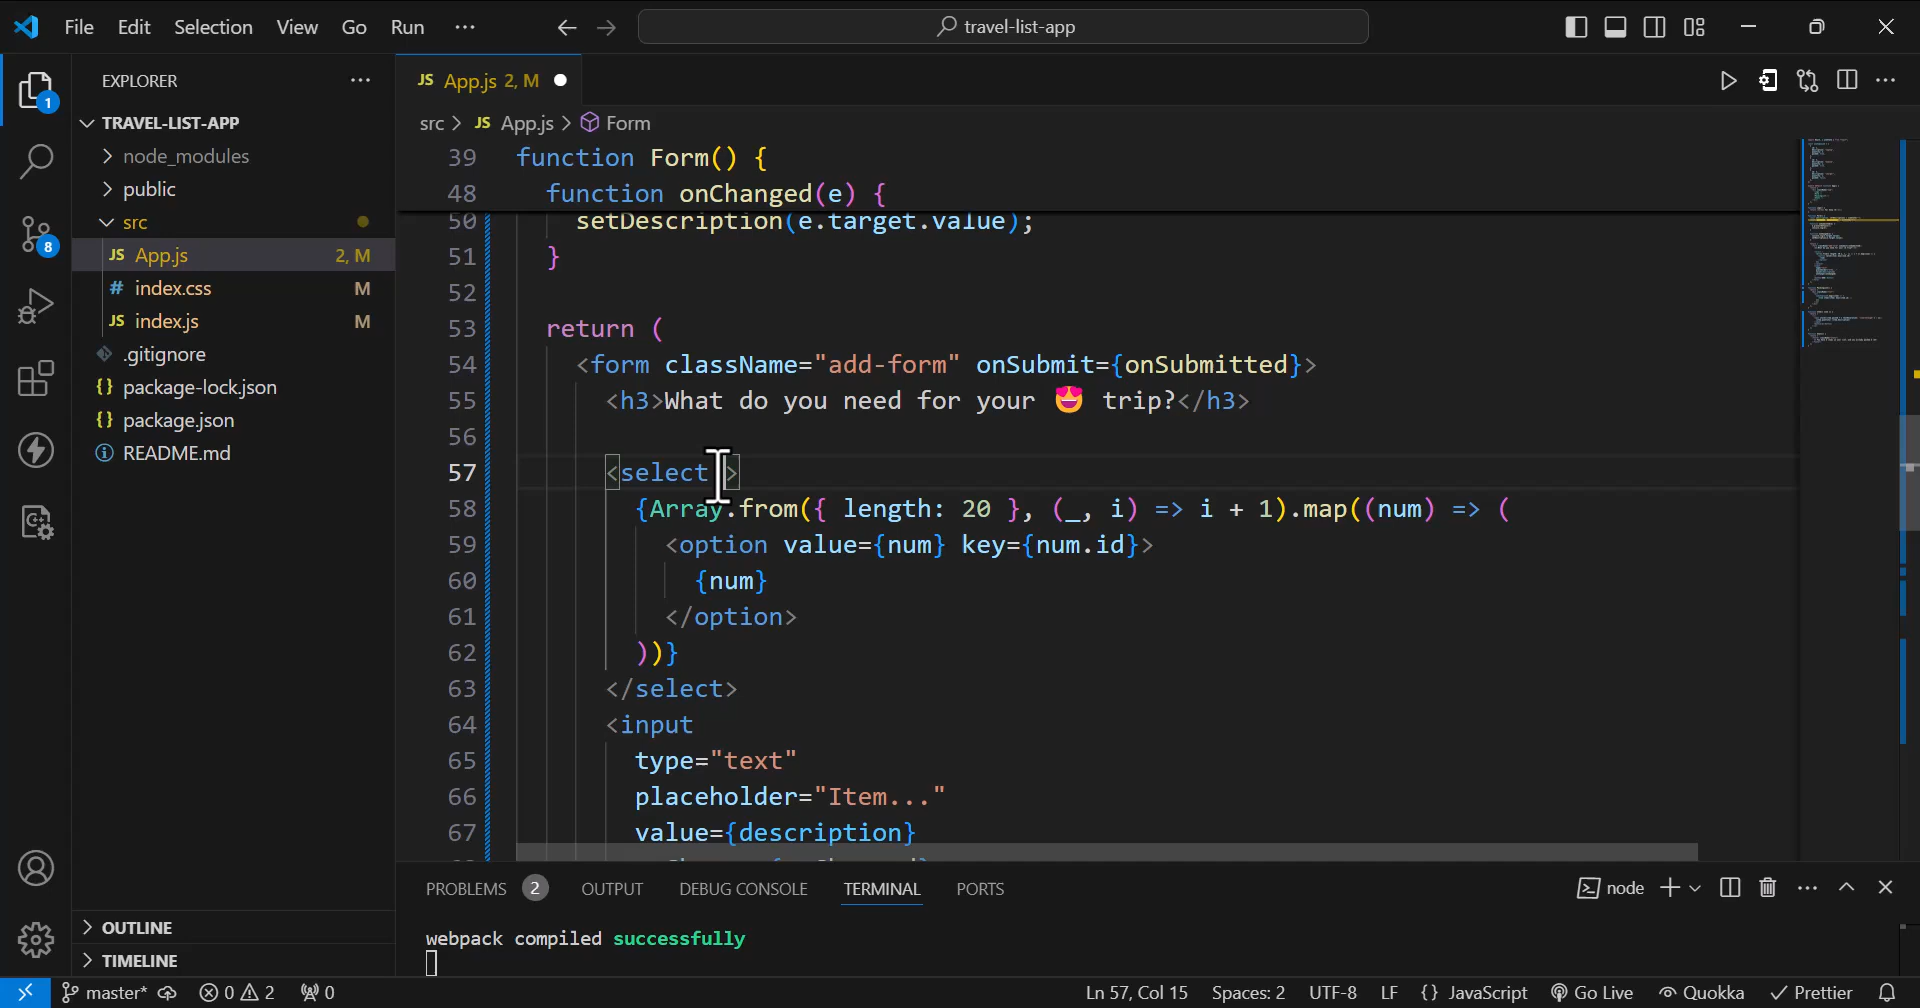 File Edit Selection View Go Run ···
travel-list-app
EXPLORER
TRAVEL-LIST-APP
node_modules
public
src
JS App.js 2, M
# index.css M
JS index.js M
.gitignore
{} package-lock.json
{} package.json
README.md
OUTLINE
TIMELINE
1
8
JS App.js 2, M
src > JS App.js > Form
39 function Form() {
48 function onChanged(e) {
50 setDescription(e.target.value);
51 }
52
53 return (
54 <form className="add-form" onSubmit={onSubmitted}>
55 <h3>What do you need for your 😍 trip?</h3>
56
57 <select >
58 {Array.from({ length: 20 }, (_, i) => i + 1).map((num) => (
59 <option value={num} key={num.id}>
60 {num}
61 </option>
62 ))}
63 </select>
64 <input
65 type="text"
66 placeholder="Item..."
67 value={description}
PROBLEMS 2 OUTPUT DEBUG CONSOLE TERMINAL PORTS
node
webpack compiled successfully
master* 0 2 0
Ln 57, Col 15 Spaces: 2 UTF-8 LF {} JavaScript Go Live Quokka Prettier